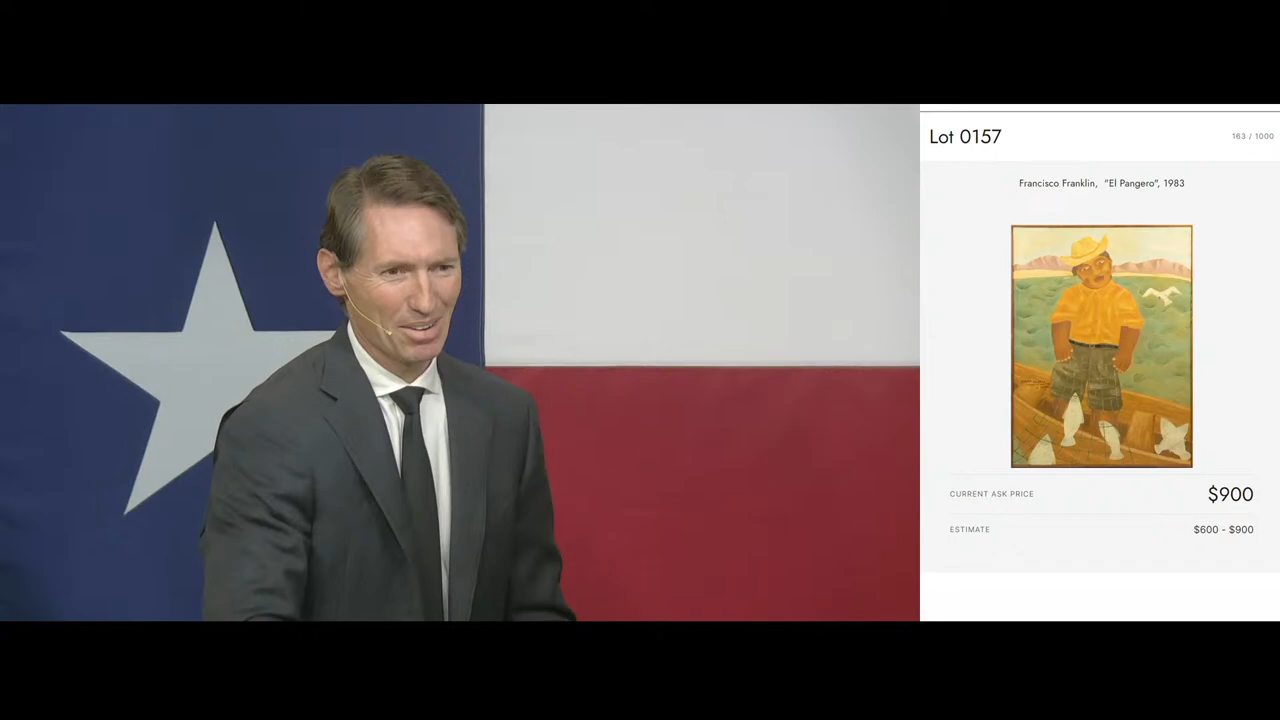 Lot 0157
163 / 1000
Francisco Franklin, "El Pangero", 1983
CURRENT ASK PRICE
$900
ESTIMATE
$600 - $900